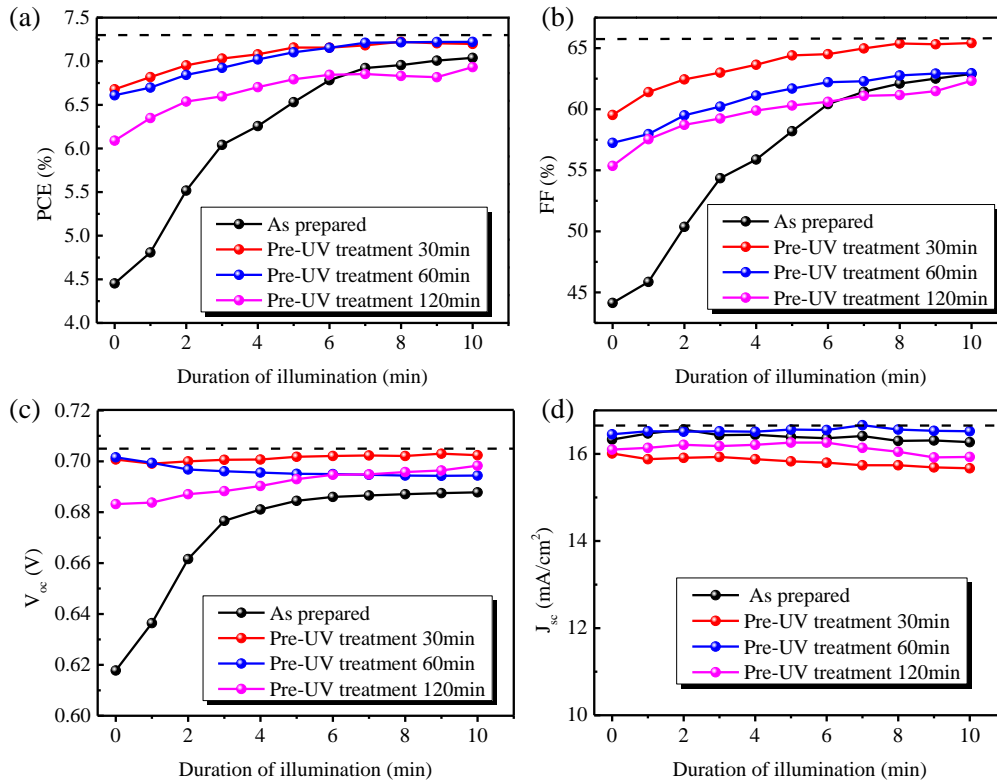 (a)
7.5
7.0
6.5
6.0
5.5
5.0
4.5
4.0
PCE (%)
As prepared
Pre-UV treatment 30min
Pre-UV treatment 60min
Pre-UV treatment 120min
0 2 4 6 8 10
Duration of illumination (min)
(b)
65
60
55
50
45
FF (%)
As prepared
Pre-UV treatment 30min
Pre-UV treatment 60min
Pre-UV treatment 120min
0 2 4 6 8 10
Duration of illumination (min)
(c)
0.72
0.70
0.68
0.66
0.64
0.62
0.60
Voc (V)
As prepared
Pre-UV treatment 30min
Pre-UV treatment 60min
Pre-UV treatment 120min
0 2 4 6 8 10
Duration of illumination (min)
(d)
16
14
12
10
Jsc (mA/cm²)
As prepared
Pre-UV treatment 30min
Pre-UV treatment 60min
Pre-UV treatment 120min
0 2 4 6 8 10
Duration of illumination (min)